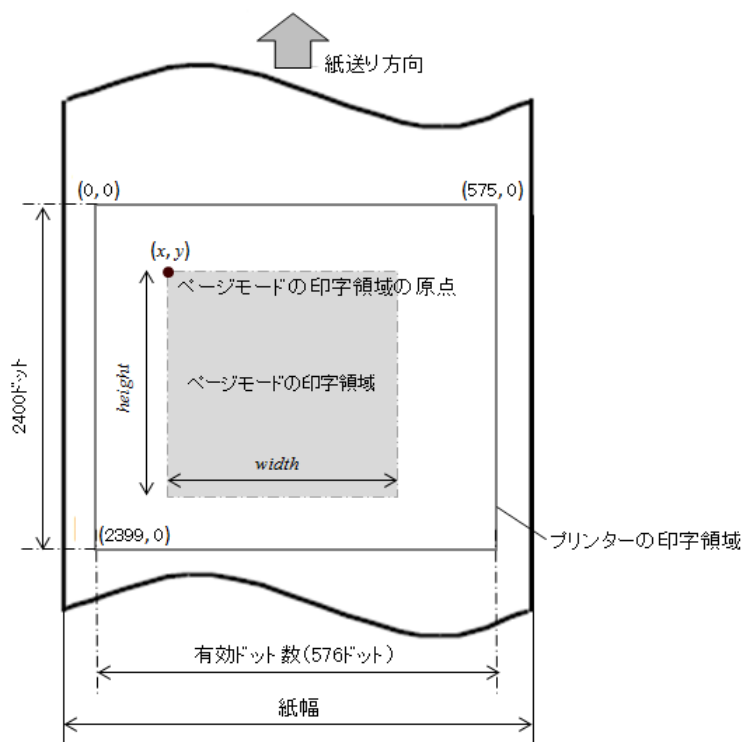 紙送り方向
(0,0)
(575,0)
(x, y)
ページモードの印字領域の原点
2400ドット
height
ページモードの印字領域
width
(2399,0)
プリンターの印字領域
有効ドット数(576ドット)
紙幅